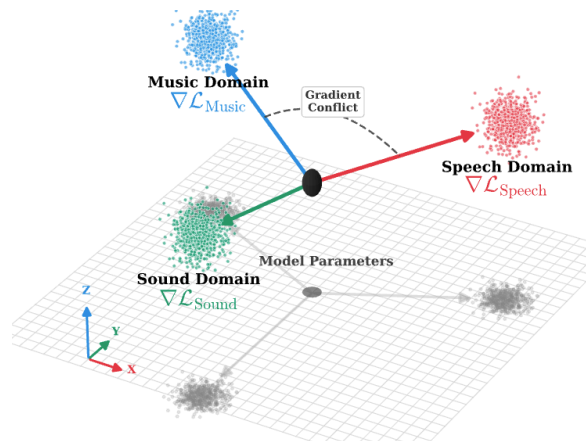 Music Domain
∇ℒ_Music
Gradient
Conflict
Speech Domain
∇ℒ_Speech
Sound Domain
∇ℒ_Sound
Model Parameters
Z
Y
X